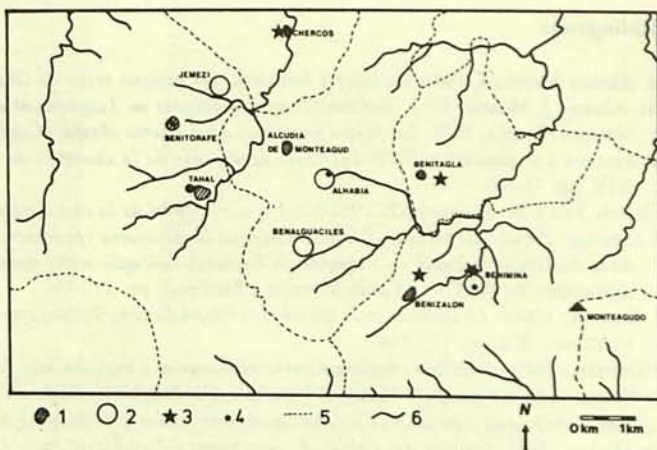 CHERCOS
JEMEZI
BENITORAFE
ALCUDIA
DE MONTEAGUD
BENITAGLA
TAHAL
ALHABIA
BENALGUACILES
BENIMINA
BENIZALON
MONTEAGUDO
1 2 3 4 5 6
N
0 km 1km